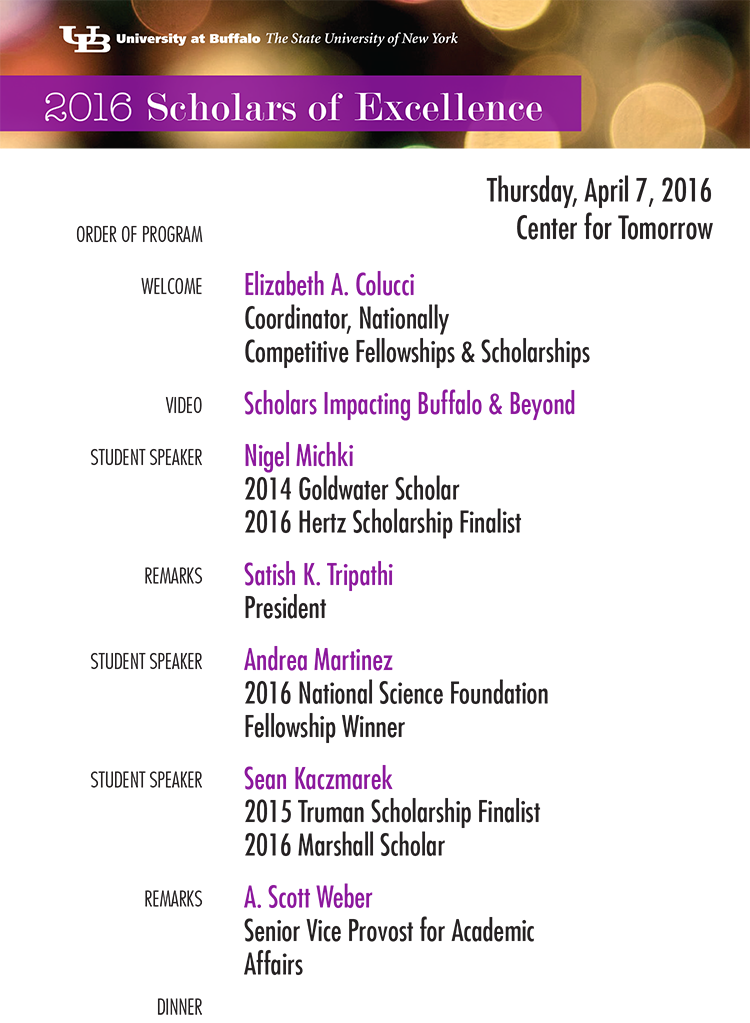 UB University at Buffalo The State University of New York
2016 Scholars of Excellence
Thursday, April 7, 2016
Center for Tomorrow
ORDER OF PROGRAM
WELCOME Elizabeth A. Colucci
Coordinator, Nationally
Competitive Fellowships & Scholarships
VIDEO Scholars Impacting Buffalo & Beyond
STUDENT SPEAKER Nigel Michki
2014 Goldwater Scholar
2016 Hertz Scholarship Finalist
REMARKS Satish K. Tripathi
President
STUDENT SPEAKER Andrea Martinez
2016 National Science Foundation
Fellowship Winner
STUDENT SPEAKER Sean Kaczmarek
2015 Truman Scholarship Finalist
2016 Marshall Scholar
REMARKS A. Scott Weber
Senior Vice Provost for Academic
Affairs
DINNER